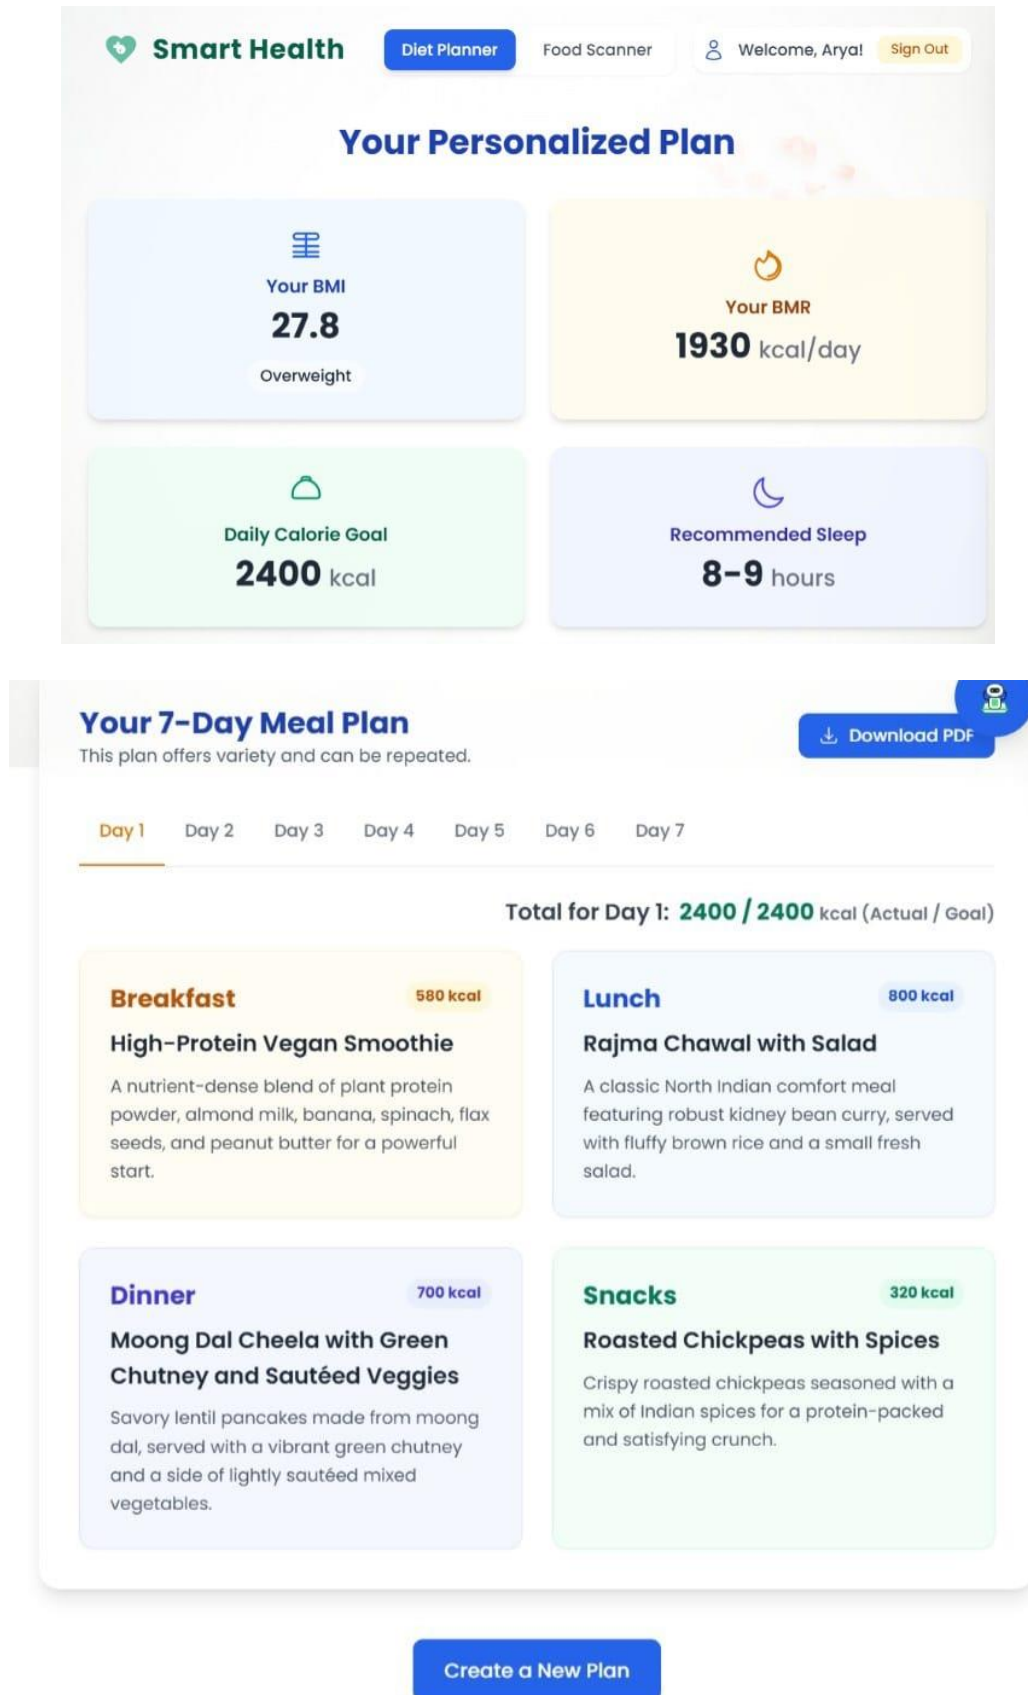 Smart Health
Diet Planner
Food Scanner
Welcome, Arya!
Sign Out
Your Personalized Plan
Your BMI
27.8
Overweight
Your BMR
1930 kcal/day
Daily Calorie Goal
2400 kcal
Recommended Sleep
8-9 hours
Your 7-Day Meal Plan
This plan offers variety and can be repeated.
Download PDF
Day 1
Day 2
Day 3
Day 4
Day 5
Day 6
Day 7
Total for Day 1: 2400 / 2400 kcal (Actual / Goal)
Breakfast
580 kcal
High-Protein Vegan Smoothie
A nutrient-dense blend of plant protein
powder, almond milk, banana, spinach, flax
seeds, and peanut butter for a powerful
start.
Lunch
800 kcal
Rajma Chawal with Salad
A classic North Indian comfort meal
featuring robust kidney bean curry, served
with fluffy brown rice and a small fresh
salad.
Dinner
700 kcal
Moong Dal Cheela with Green
Chutney and Sautéed Veggies
Savory lentil pancakes made from moong
dal, served with a vibrant green chutney
and a side of lightly sautéed mixed
vegetables.
Snacks
320 kcal
Roasted Chickpeas with Spices
Crispy roasted chickpeas seasoned with a
mix of Indian spices for a protein-packed
and satisfying crunch.
Create a New Plan